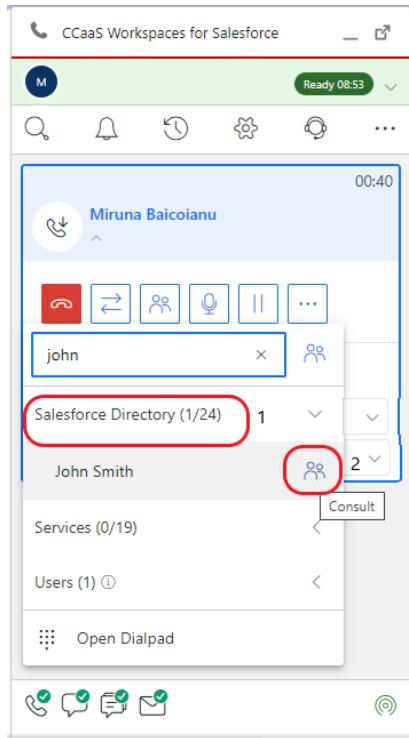 CCaaS Workspaces for Salesforce
M
Ready 08:53
00:40
Miruna Baicoianu
john
Salesforce Directory (1/24) 1
John Smith
2
Consult
Services (0/19)
Users (1)
Open Dialpad